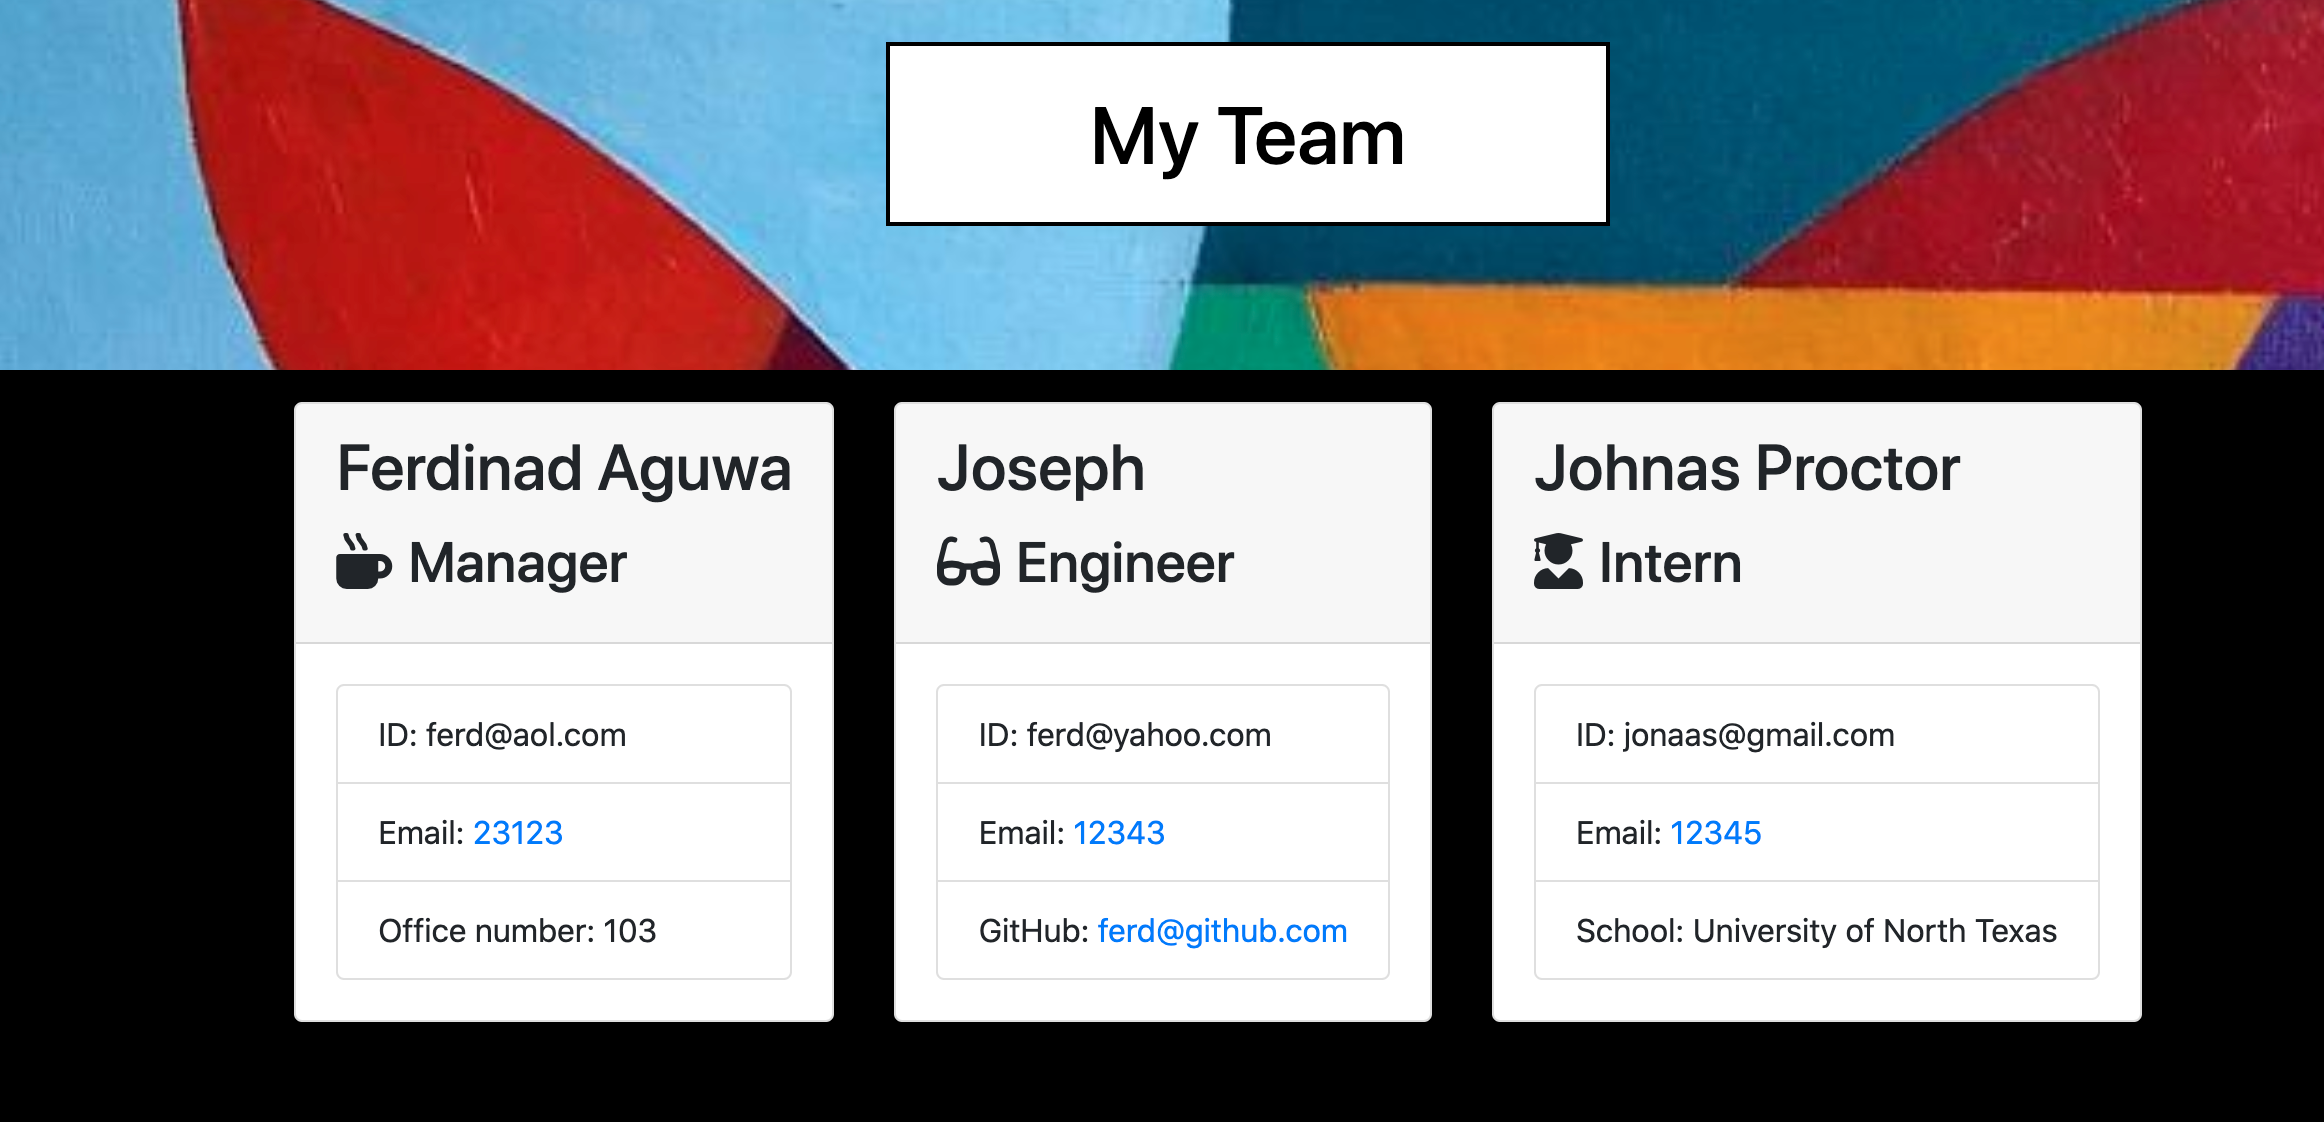 My Team
Ferdinad Aguwa
Manager
ID: ferd@aol.com
Email: 23123
Office number: 103
Joseph
Engineer
ID: ferd@yahoo.com
Email: 12343
GitHub: ferd@github.com
Johnas Proctor
Intern
ID: jonaas@gmail.com
Email: 12345
School: University of North Texas